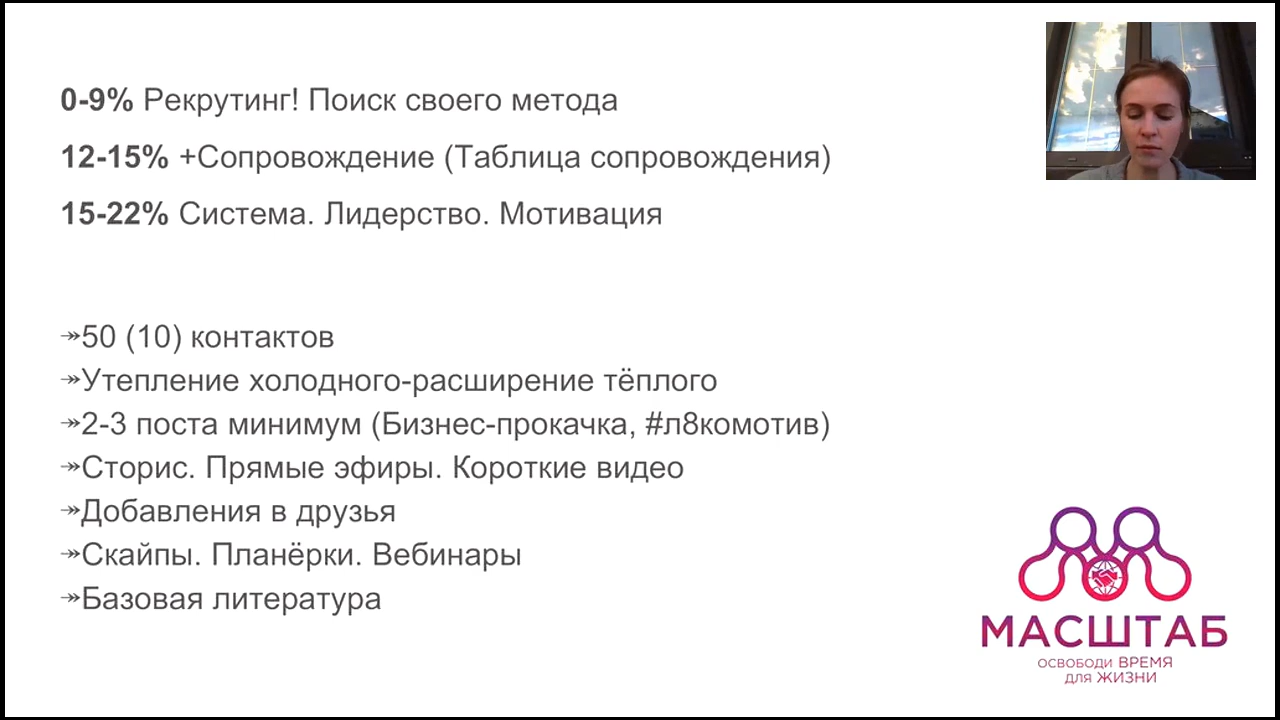 0-9% Рекрутинг! Поиск своего метода
12-15% +Сопровождение (Таблица сопровождения)
15-22% Система. Лидерство. Мотивация
↠50 (10) контактов
↠Утепление холодного-расширение тёплого
↠2-3 поста минимум (Бизнес-прокачка, #л8комотив)
↠Сторис. Прямые эфиры. Короткие видео
↠Добавления в друзья
↠Скайпы. Планёрки. Вебинары
↠Базовая литература
МАСШТАБ
ОСВОБОДИ ВРЕМЯ
ДЛЯ ЖИЗНИ